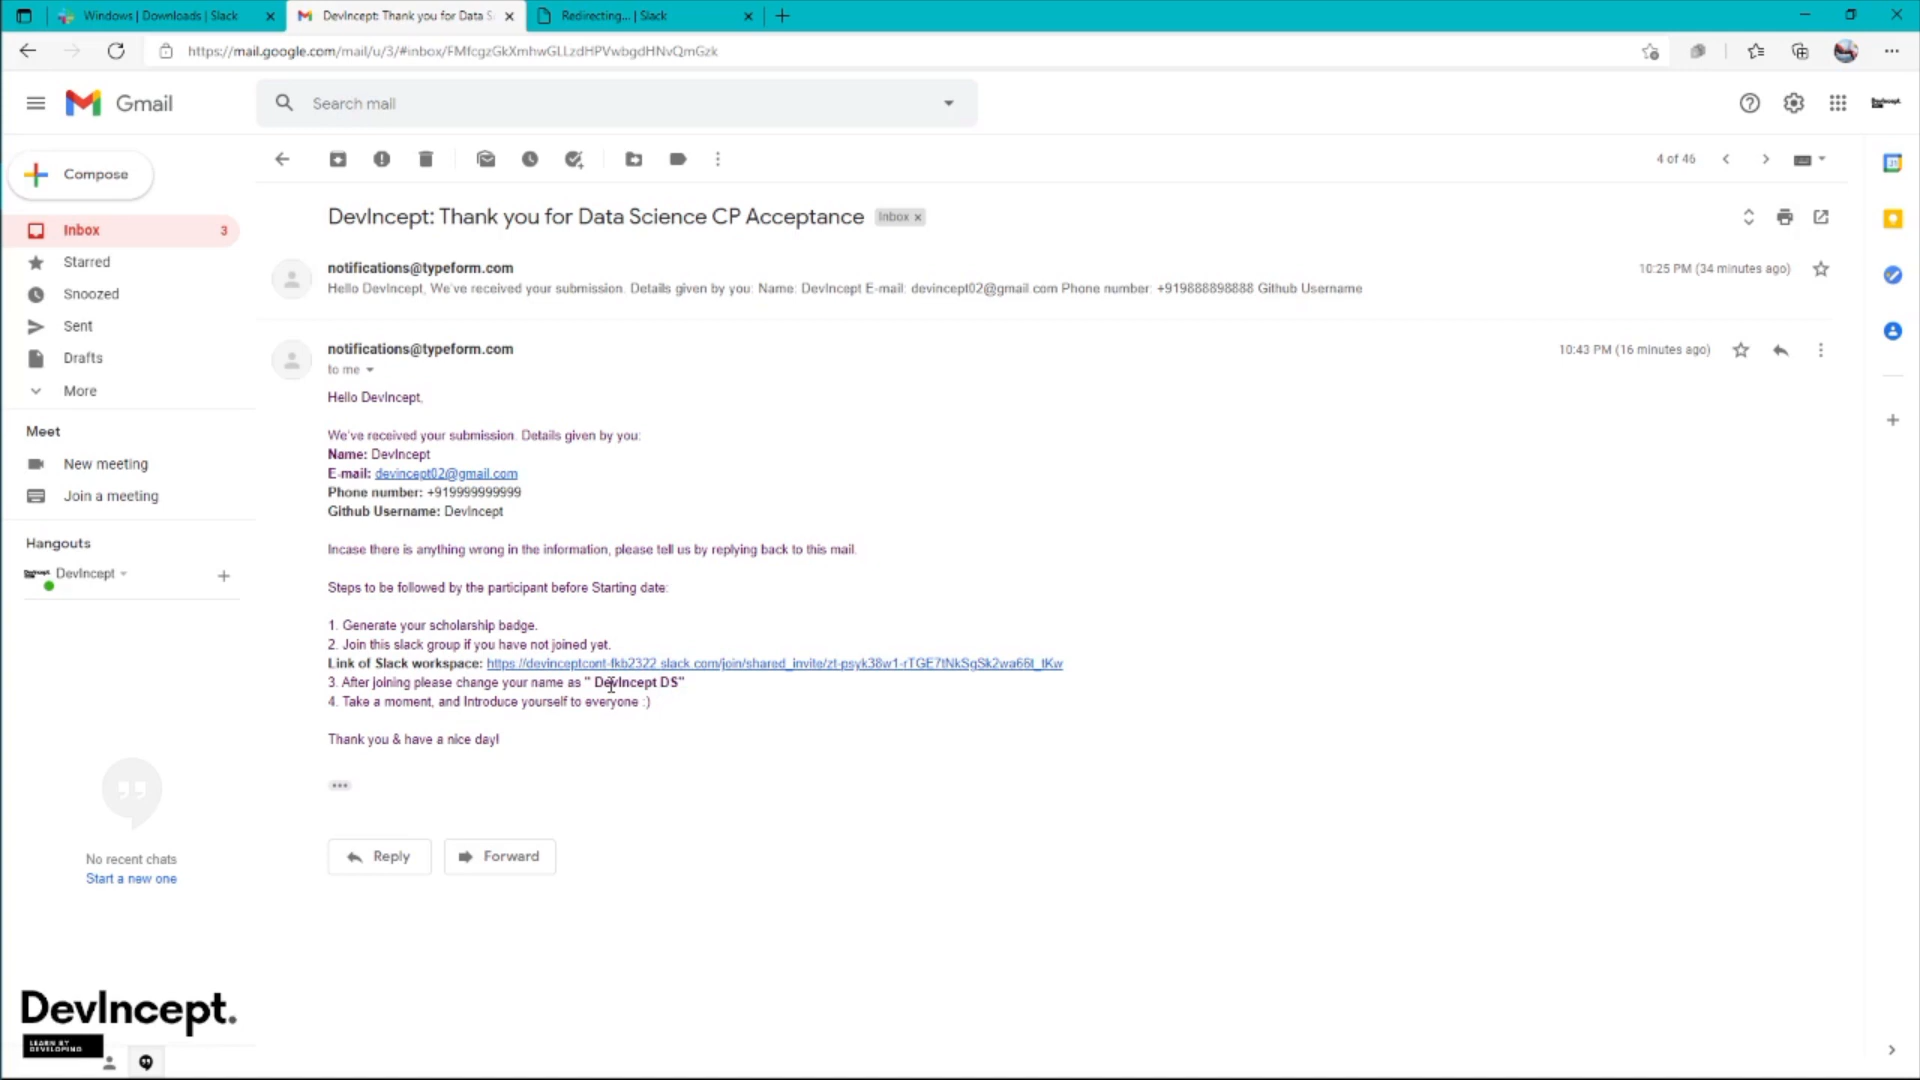 Windows | Downloads | Slack
DevIncept: Thank you for Data S
Redirecting... | Slack
https://mail.google.com/mail/u/3/#inbox/FMfcgzGkXmhwGLLzdHPVwbgdHNvQmGzk
Gmail
Search mail
DevIncept.
Compose
4 of 46
Inbox 3
DevIncept: Thank you for Data Science CP Acceptance
Inbox x
Starred
Snoozed
Sent
Drafts
More
notifications@typeform.com
10:25 PM (34 minutes ago)
Hello DevIncept, We've received your submission. Details given by you: Name: DevIncept E-mail: devincept02@gmail com Phone number: +919888898888 Github Username
notifications@typeform.com
10:43 PM (16 minutes ago)
to me
Hello DevIncept,
We've received your submission. Details given by you:
Name: DevIncept
E-mail: devincept02@gmail.com
Phone number: +919999999999
Github Username: DevIncept
Incase there is anything wrong in the information, please tell us by replying back to this mail.
Steps to be followed by the participant before Starting date:
1. Generate your scholarship badge.
2. Join this slack group if you have not joined yet.
Link of Slack workspace: https://devinceptcont-fkb2322.slack.com/join/shared_invite/zt-psyk38w1-rTGE7tNkSgSk2wa66t_tKw
3. After joining please change your name as " DevIncept DS"
4. Take a moment, and Introduce yourself to everyone :)
Thank you & have a nice day!
Reply
Forward
Meet
New meeting
Join a meeting
Hangouts
DevIncept
No recent chats
Start a new one
31
DevIncept.
LEARN BY
DEVELOPING